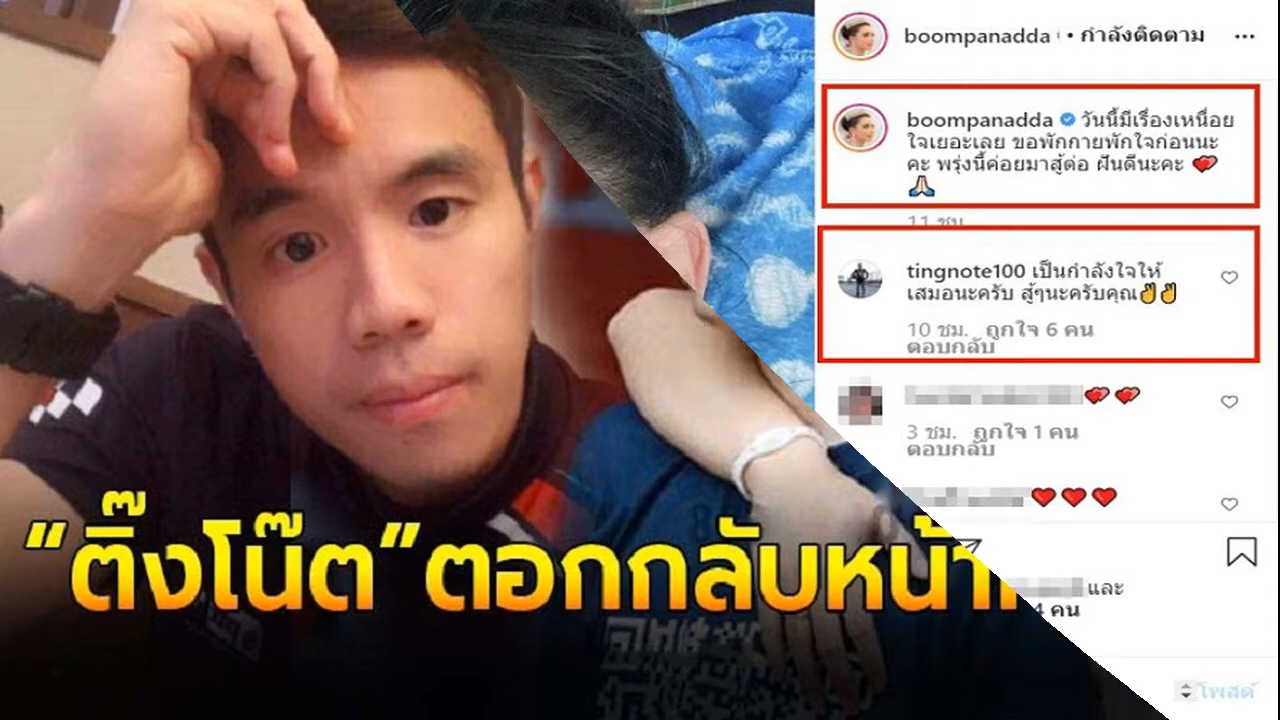 boompanadda • กำลังติดตาม
boompanadda วันนี้มีเรื่องเหนื่อย
ใจเยอะเลย ขอพักกายพักใจก่อนนะ
คะ พรุ่งนี้ค่อยมาสู้ต่อ ฝันดีนะคะ 💕
🙏🏻
11 ชม.
tingnote100 เป็นกำลังใจให้
เสมอนะครับ สู้ๆนะครับคุณ✌️✌️
10 ชม. ถูกใจ 6 คน
ตอบกลับ
💕 💕
3 ชม. ถูกใจ 1 คน
ตอบกลับ
❤️ ❤️ ❤️
และ
4 คน
โพสต์
“ติ๊งโน๊ต”ตอกกลับหน้า